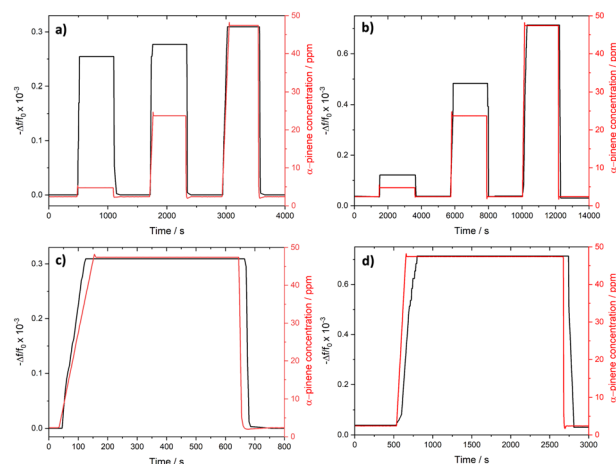 a)
-Δf/f₀ x 10⁻³
0.3
0.2
0.1
0.0
0 1000 2000 3000 4000
Time / s
50
40
30
20
10
0
α-pinene concentration / ppm
b)
-Δf/f₀ x 10⁻³
0.6
0.4
0.2
0.0
0 2000 4000 6000 8000 10000 12000 14000
Time / s
50
40
30
20
10
0
α-pinene concentration / ppm
c)
-Δf/f₀ x 10⁻³
0.3
0.2
0.1
0.0
0 100 200 300 400 500 600 700 800
Time / s
50
40
30
20
10
0
α-pinene concentration / ppm
d)
-Δf/f₀ x 10⁻³
0.6
0.4
0.2
0.0
0 500 1000 1500 2000 2500 3000
Time / s
50
40
30
20
10
0
α-pinene concentration / ppm